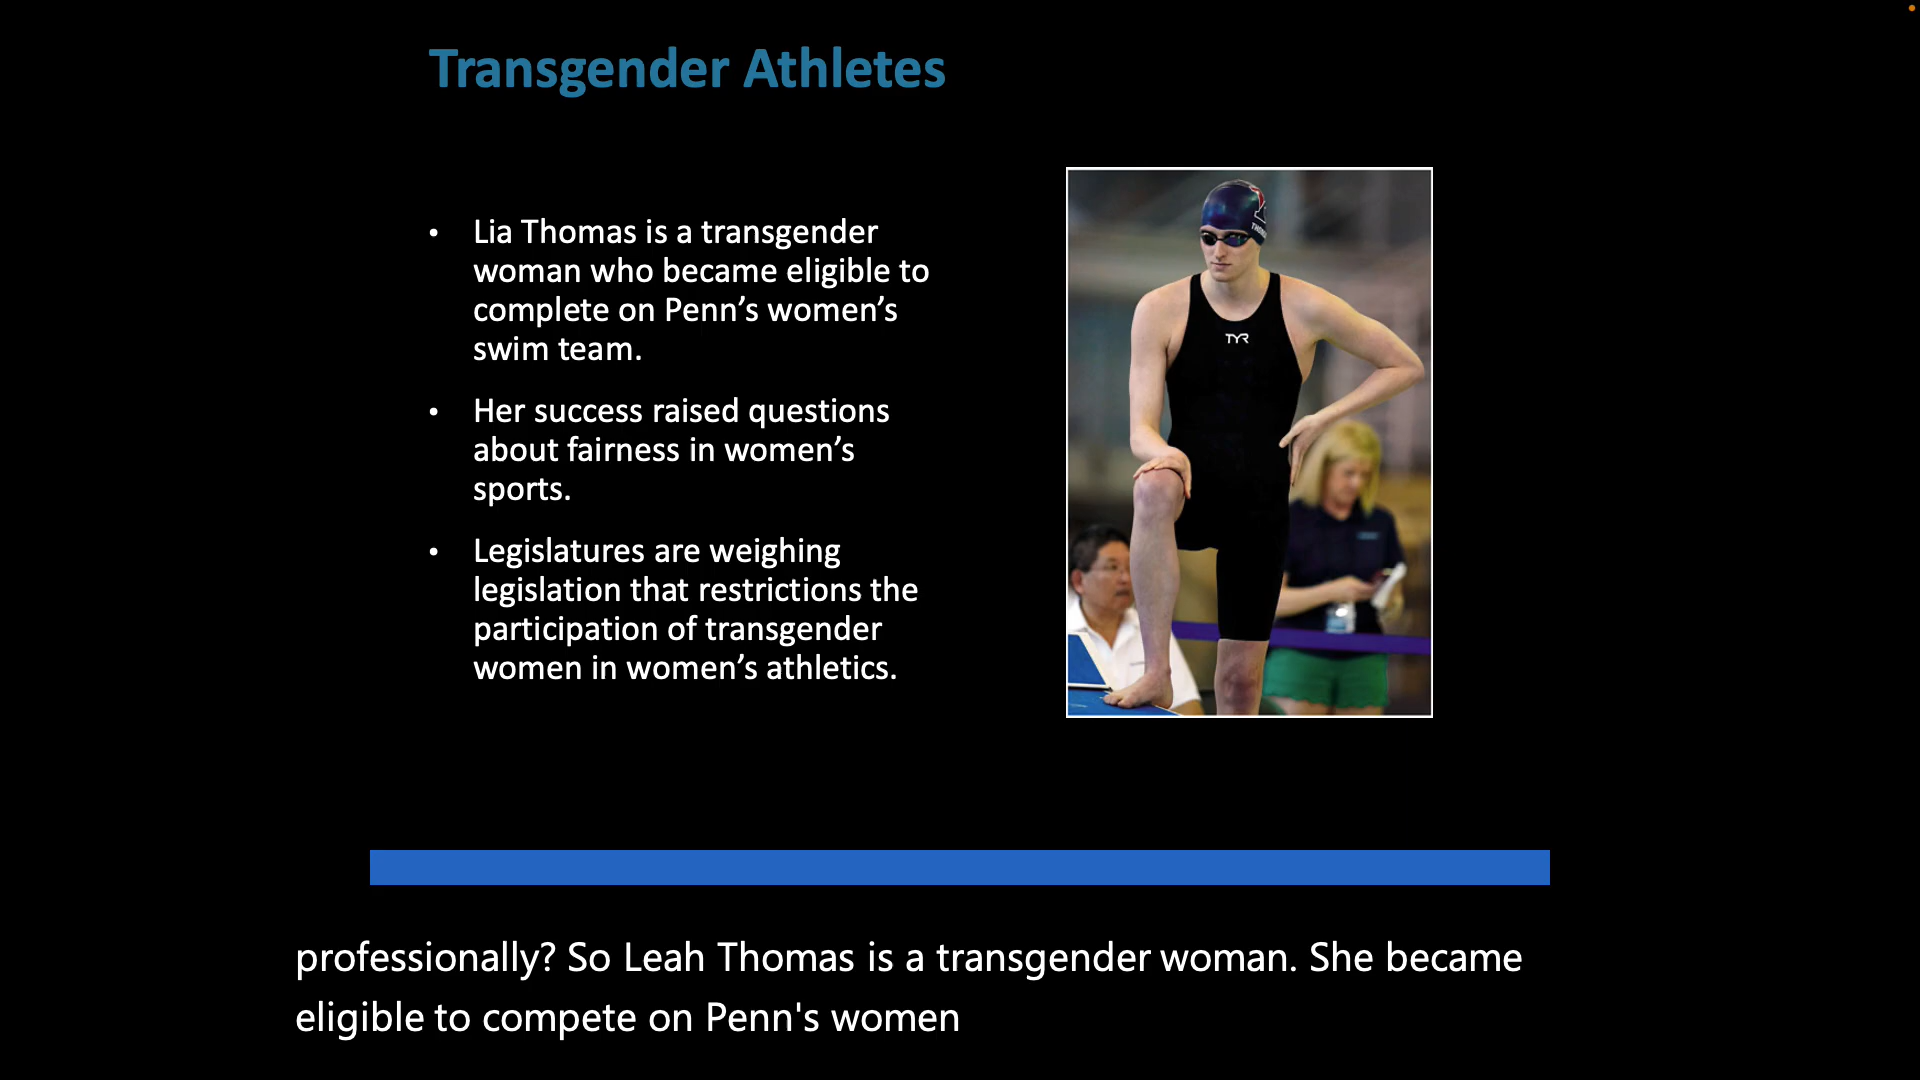 Transgender Athletes
• Lia Thomas is a transgender
woman who became eligible to
complete on Penn’s women’s
swim team.
• Her success raised questions
about fairness in women’s
sports.
• Legislatures are weighing
legislation that restrictions the
participation of transgender
women in women’s athletics.
TYR
professionally? So Leah Thomas is a transgender woman. She became
eligible to compete on Penn's women